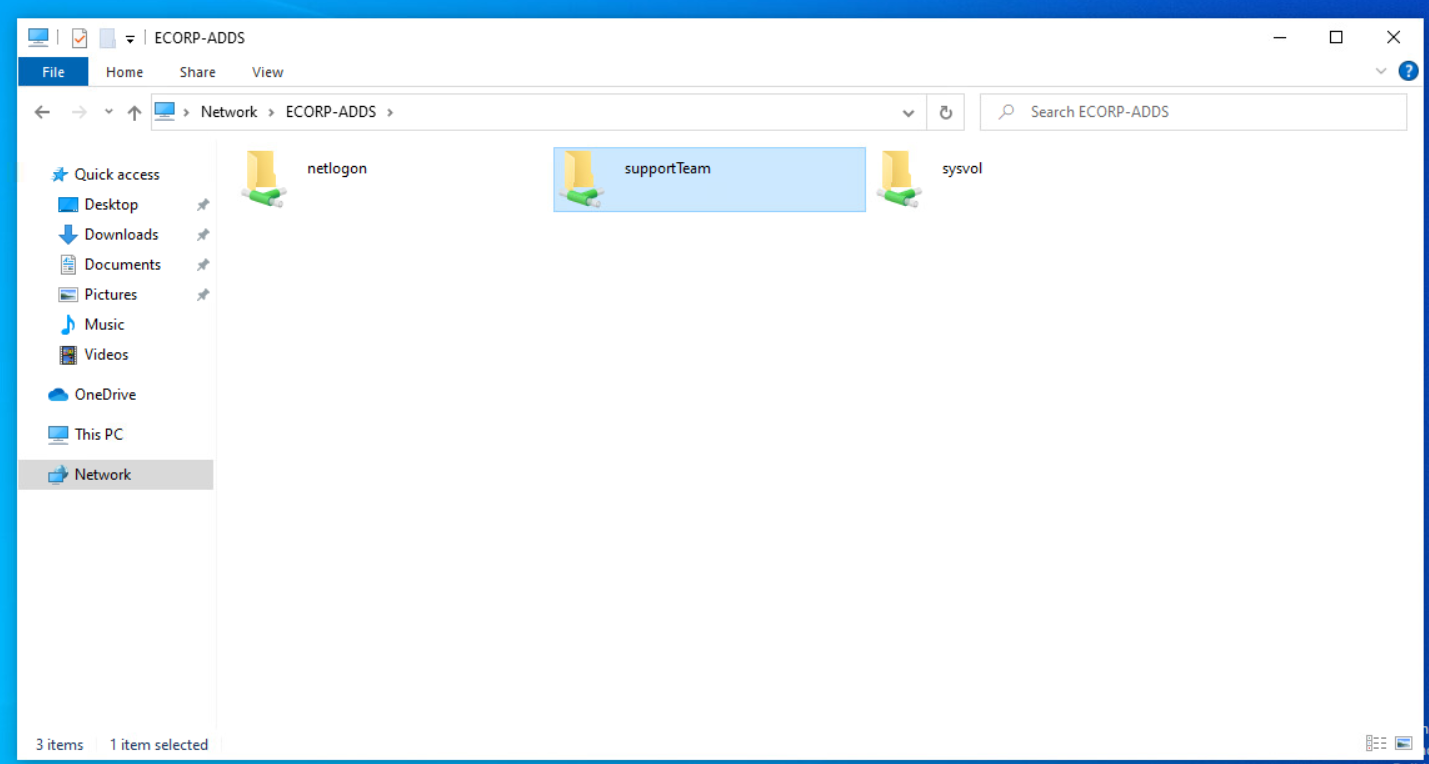 ECORP-ADDS
File Home Share View
Network ECORP-ADDS
Search ECORP-ADDS
Quick access
Desktop
Downloads
Documents
Pictures
Music
Videos
OneDrive
This PC
Network
netlogon
supportTeam
sysvol
3 items 1 item selected